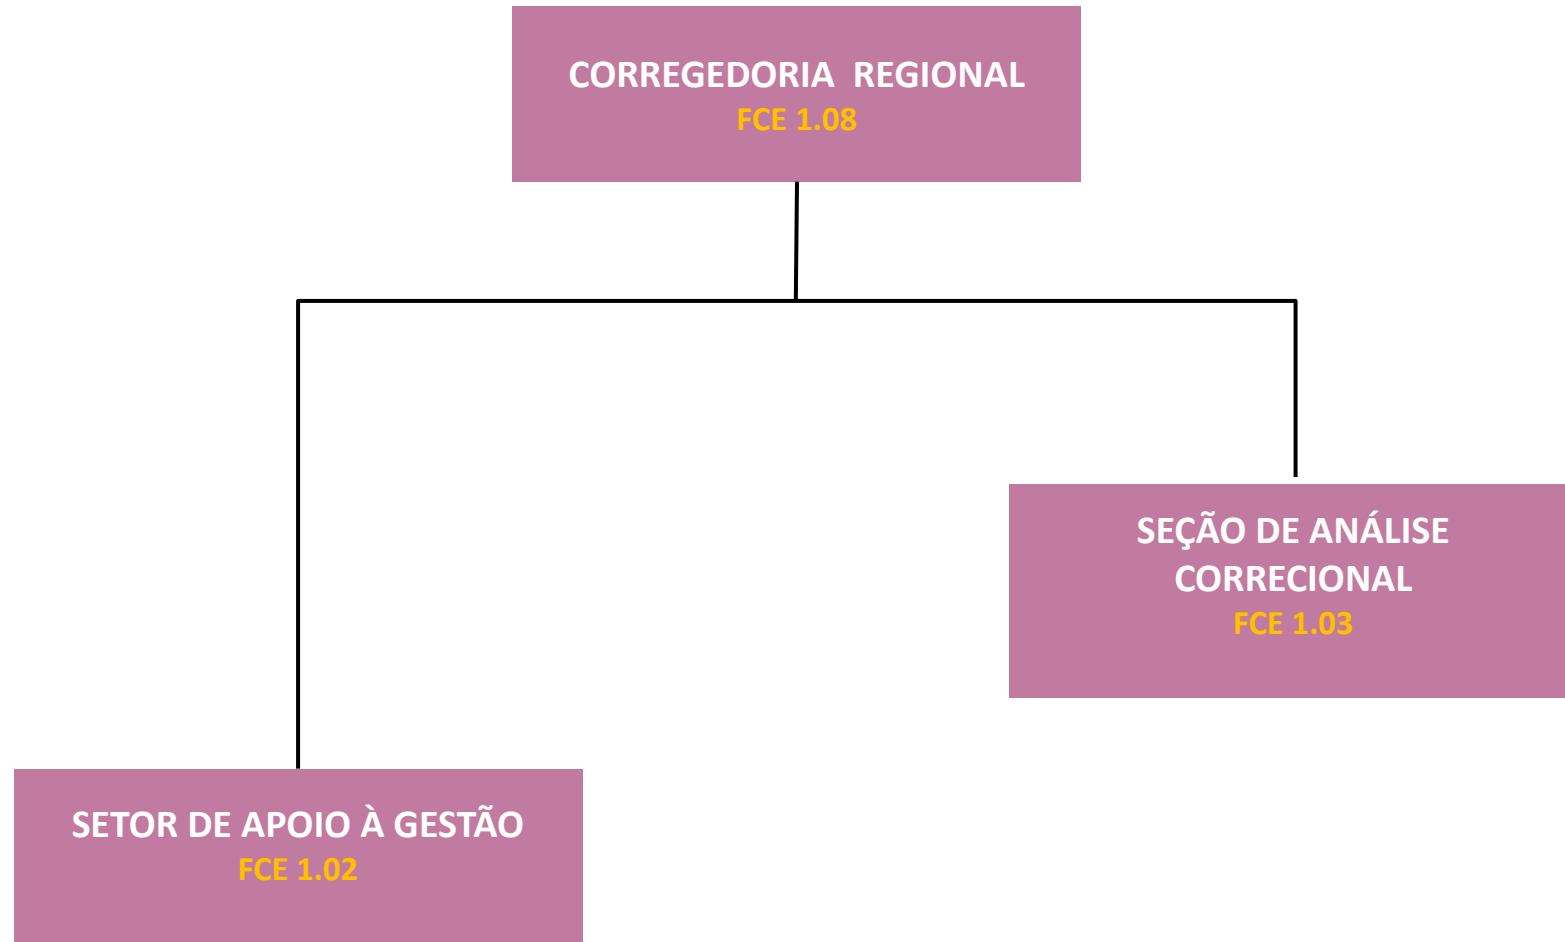 CORREGEDORIA  REGIONAL
FCE 1.08
SEÇÃO DE ANÁLISE
CORRECIONAL
FCE 1.03
SETOR DE APOIO À GESTÃO
FCE 1.02